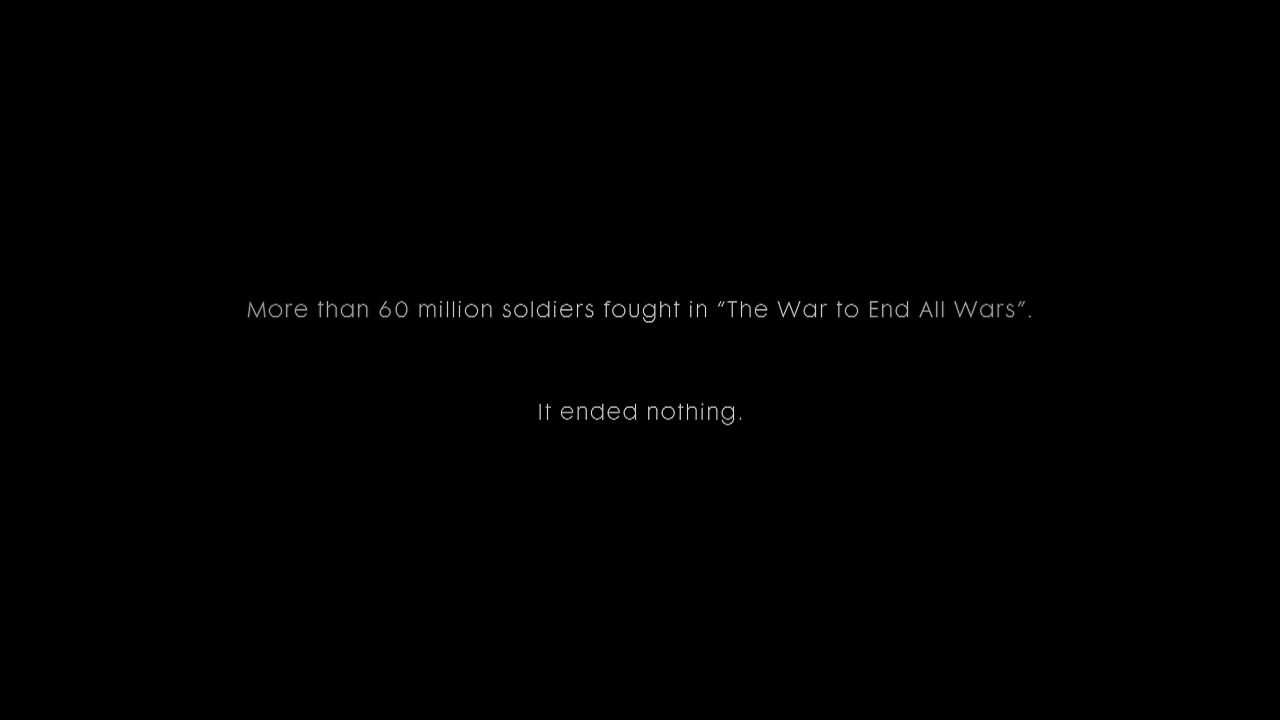 More than 60 million soldiers fought in “The War to End All Wars”.
It ended nothing.